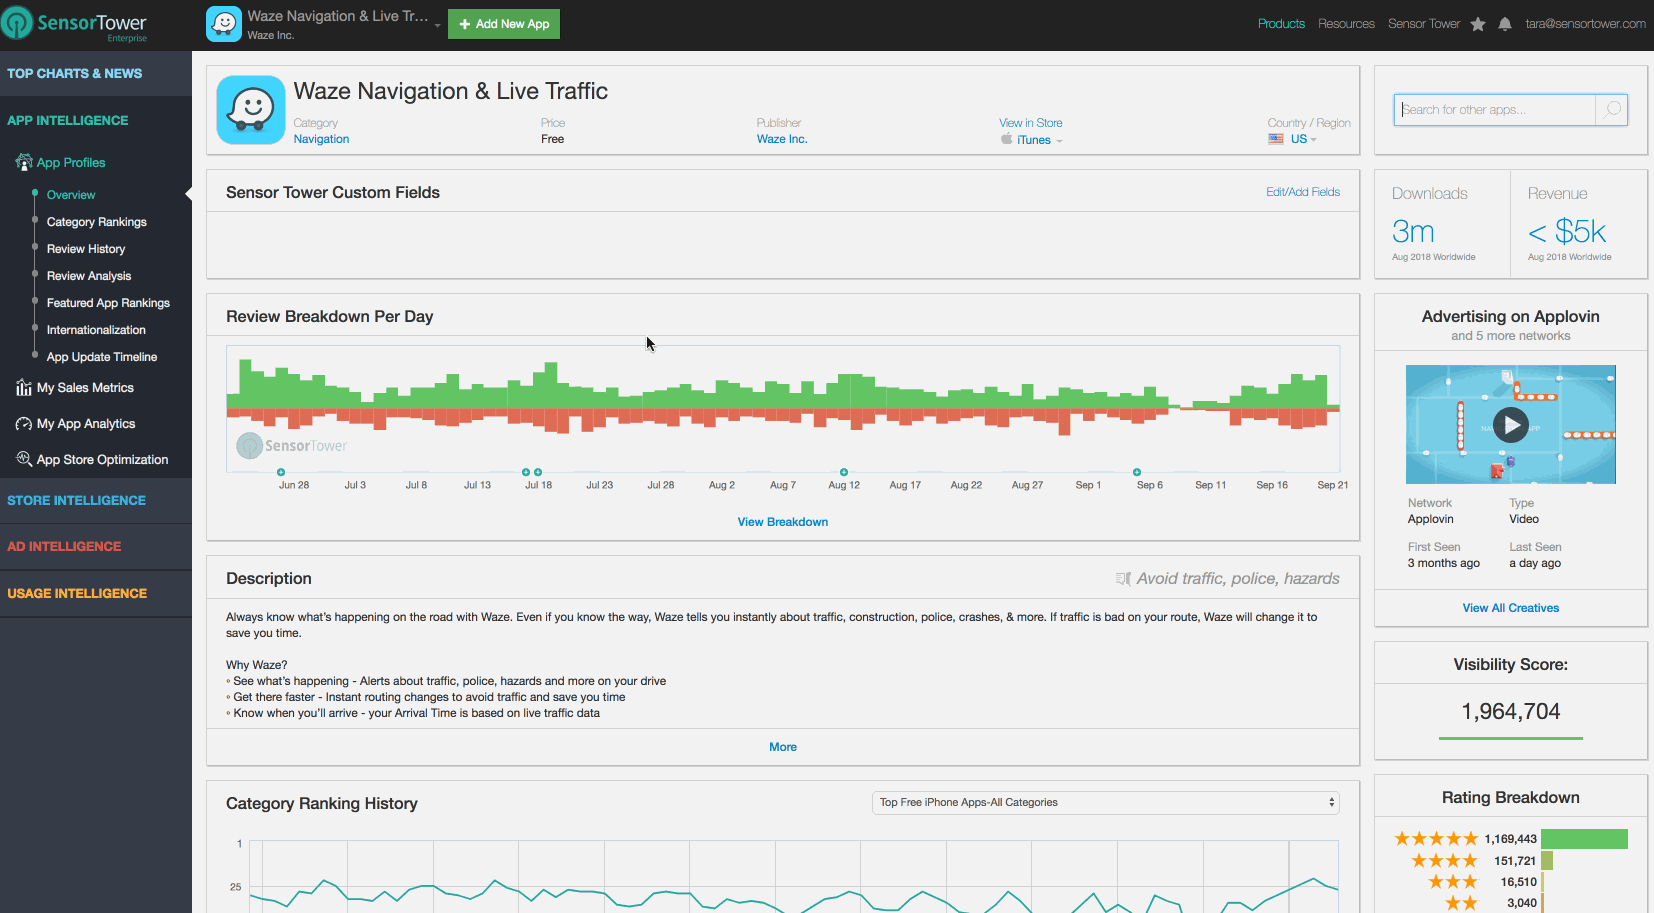 SensorTower
Enterprise
Waze Navigation & Live Tr...
Waze Inc.
+ Add New App
Products
Resources
Sensor Tower
tara@sensortower.com
TOP CHARTS & NEWS
APP INTELLIGENCE
App Profiles
Overview
Category Rankings
Review History
Review Analysis
Featured App Rankings
Internationalization
App Update Timeline
My Sales Metrics
My App Analytics
App Store Optimization
STORE INTELLIGENCE
AD INTELLIGENCE
USAGE INTELLIGENCE
Waze Navigation & Live Traffic
Category
Navigation
Price
Free
Publisher
Waze Inc.
View in Store
iTunes
Country / Region
US
Sensor Tower Custom Fields
Edit/Add Fields
Review Breakdown Per Day
SensorTower
Jun 28 Jul 3 Jul 8 Jul 13 Jul 18 Jul 23 Jul 28 Aug 2 Aug 7 Aug 12 Aug 17 Aug 22 Aug 27 Sep 1 Sep 6 Sep 11 Sep 16 Sep 21
View Breakdown
Description
Avoid traffic, police, hazards
Always know what's happening on the road with Waze. Even if you know the way, Waze tells you instantly about traffic, construction, police, crashes, & more. If traffic is bad on your route, Waze will change it to
save you time.
Why Waze?
◦ See what's happening - Alerts about traffic, police, hazards and more on your drive
◦ Get there faster - Instant routing changes to avoid traffic and save you time
◦ Know when you'll arrive - your Arrival Time is based on live traffic data
More
Category Ranking History
Top Free iPhone Apps-All Categories
1
25
Search for other apps...
Downloads
3m
Aug 2018 Worldwide
Revenue
< $5k
Aug 2018 Worldwide
Advertising on Applovin
and 5 more networks
Network
Applovin
Type
Video
First Seen
3 months ago
Last Seen
a day ago
View All Creatives
Visibility Score:
1,964,704
Rating Breakdown
1,169,443
151,721
16,510
3,040